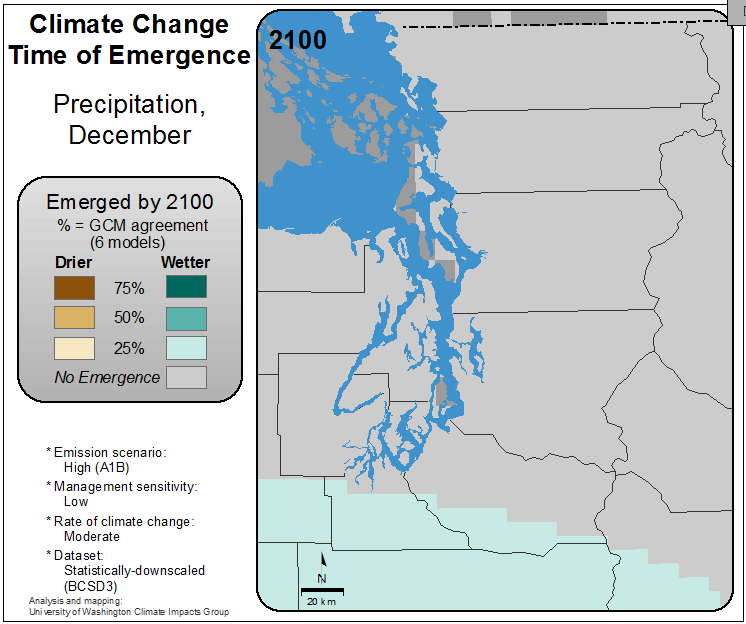 Climate Change
Time of Emergence
Precipitation,
December
Emerged by 2100
% = GCM agreement
(6 models)
Drier Wetter
75%
50%
25%
No Emergence
* Emission scenario:
High (A1B)
* Management sensitivity:
Low
* Rate of climate change:
Moderate
* Dataset:
Statistically-downscaled
(BCSD3)
Analysis and mapping:
University of Washington Climate Impacts Group
2100
N
20 km